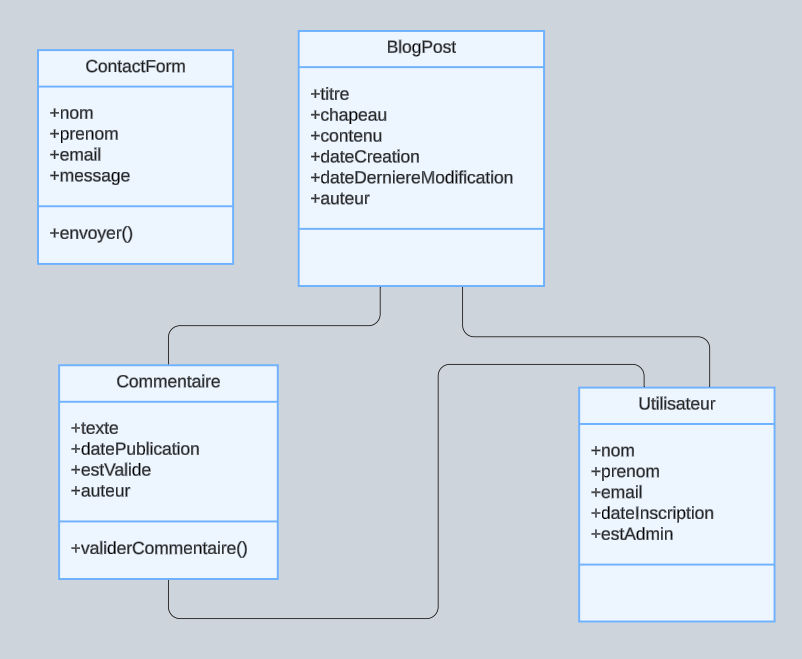 ContactForm
+nom
+prenom
+email
+message
+envoyer()
BlogPost
+titre
+chapeau
+contenu
+dateCreation
+dateDerniereModification
+auteur
Commentaire
+texte
+datePublication
+estValide
+auteur
+validerCommentaire()
Utilisateur
+nom
+prenom
+email
+dateInscription
+estAdmin